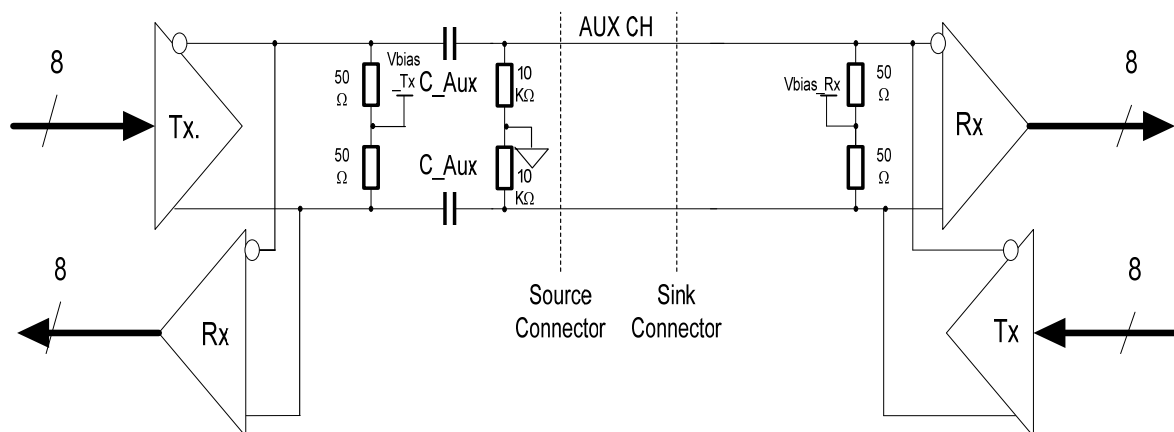 AUX CH
8
Tx.
50
Ω
50
Ω
Vbias
_Tx
C_Aux
C_Aux
10
KΩ
10
KΩ
Vbias_Rx
50
Ω
50
Ω
Rx
8
8
Rx
Source
Connector
Sink
Connector
Tx
8